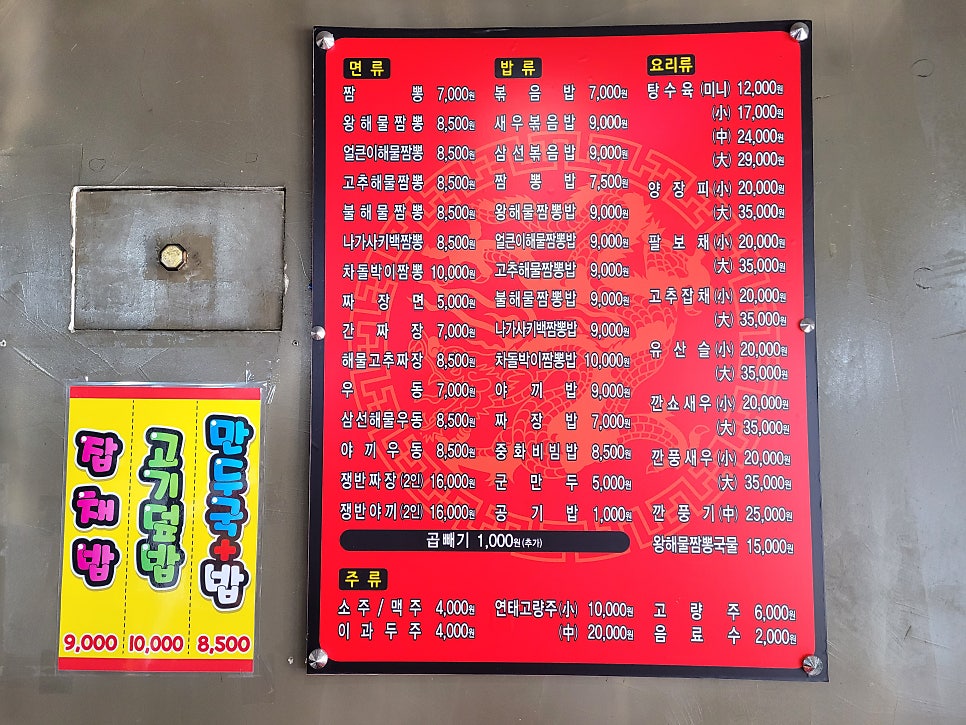 면 류
짬 뽕 7,000원
왕해물짬뽕 8,500원
얼큰이해물짬뽕 8,500원
고추해물짬뽕 8,500원
불해물짬뽕 8,500원
나가사키백짬뽕 8,500원
차돌박이짬뽕 10,000원
짜 장 면 5,000원
간 짜 장 7,000원
해물고추짜장 8,500원
우 동 7,000원
삼선해물우동 8,500원
야 끼 우 동 8,500원
쟁반짜장(2인) 16,000원
쟁반야끼(2인) 16,000원
밥 류
볶 음 밥 7,000원
새우볶음밥 9,000원
삼선볶음밥 9,000원
짬 뽕 밥 7,500원
왕해물짬뽕밥 9,000원
얼큰이해물짬뽕밥 9,000원
고추해물짬뽕밥 9,000원
불해물짬뽕밥 9,000원
나가사키백짬뽕밥 9,000원
차돌박이짬뽕밥 10,000원
야 끼 밥 9,000원
짜 장 밥 7,000원
중화비빔밥 8,500원
군 만 두 5,000원
공 기 밥 1,000원
곱빼기 1,000원(추가)
요리류
탕수육(미니) 12,000원
(小) 17,000원
(中) 24,000원
(大) 29,000원
양 장 피(小) 20,000원
(大) 35,000원
팔 보 채(小) 20,000원
(大) 35,000원
고추잡채(小) 20,000원
(大) 35,000원
유 산 슬(小) 20,000원
(大) 35,000원
깐쇼새우(小) 20,000원
(大) 35,000원
깐풍새우(小) 20,000원
(大) 35,000원
깐 풍 기(中) 25,000원
왕해물짬뽕국물 15,000원
주 류
소 주 / 맥 주 4,000원
이 과 두 주 4,000원
연태고량주(小) 10,000원
(中) 20,000원
고 량 주 6,000원
음 료 수 2,000원
잡채밥
9,000
고기덮밥
10,000
만두국+밥
8,500